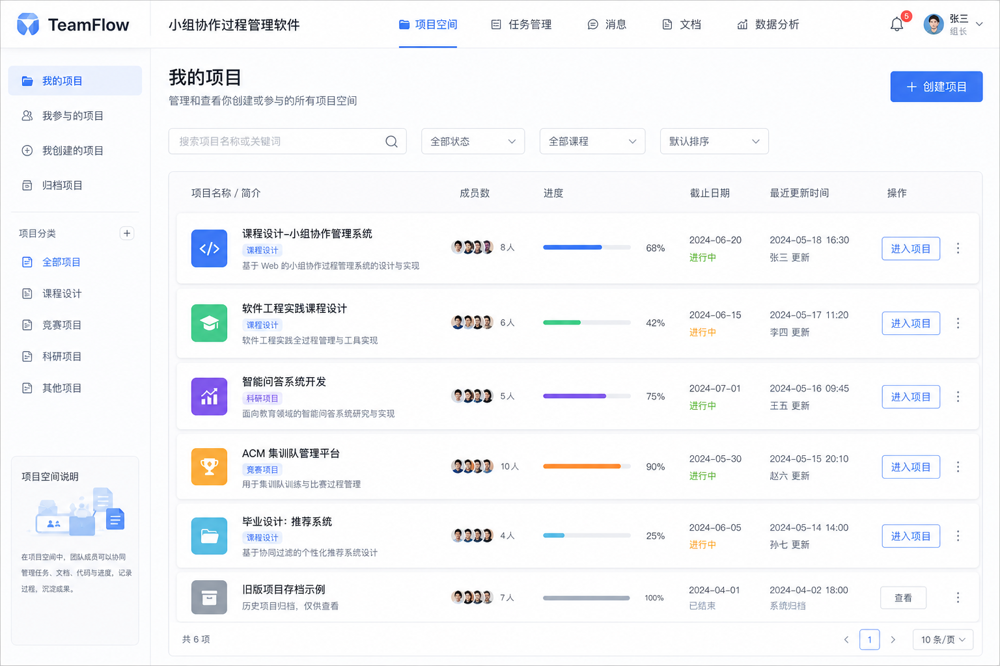 TeamFlow
小组协作过程管理软件
项目空间
任务管理
消息
文档
数据分析
5
张三
组长
我的项目
我参与的项目
我创建的项目
归档项目
项目分类
全部项目
课程设计
竞赛项目
科研项目
其他项目
项目空间说明
在项目空间中，团队成员可以协同
管理任务、文档、代码与进度，记录
过程，沉淀成果。
我的项目
管理和查看你创建或参与的所有项目空间
+ 创建项目
搜索项目名称或关键词
全部状态
全部课程
默认排序
项目名称 / 简介 成员数 进度 截止日期 最近更新时间 操作
课程设计-小组协作管理系统
课程设计
基于 Web 的小组协作过程管理系统的设计与实现
8人
68%
2024-06-20
进行中
2024-05-18 16:30
张三 更新
进入项目
软件工程实践课程设计
课程设计
软件工程实践全过程管理与工具实现
6人
42%
2024-06-15
进行中
2024-05-17 11:20
李四 更新
进入项目
智能问答系统开发
科研项目
面向教育领域的智能问答系统研究与实现
5人
75%
2024-07-01
进行中
2024-05-16 09:45
王五 更新
进入项目
ACM 集训队管理平台
竞赛项目
用于集训队训练与比赛过程管理
10人
90%
2024-05-30
进行中
2024-05-15 20:10
赵六 更新
进入项目
毕业设计：推荐系统
课程设计
基于协同过滤的个性化推荐系统设计
4人
25%
2024-06-05
进行中
2024-05-14 14:00
孙七 更新
进入项目
旧版项目存档示例
历史项目归档，仅供查看
7人
100%
2024-04-01
已结束
2024-04-02 18:00
系统归档
查看
共 6 项
1
10 条/页